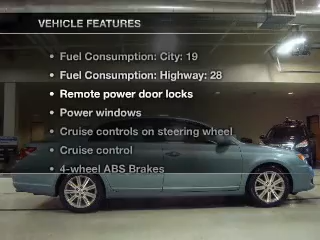 VEHICLE FEATURES
• Fuel Consumption: City: 19
• Fuel Consumption: Highway: 28
• Remote power door locks
• Power windows
• Cruise controls on steering wheel
• Cruise control
• 4-wheel ABS Brakes